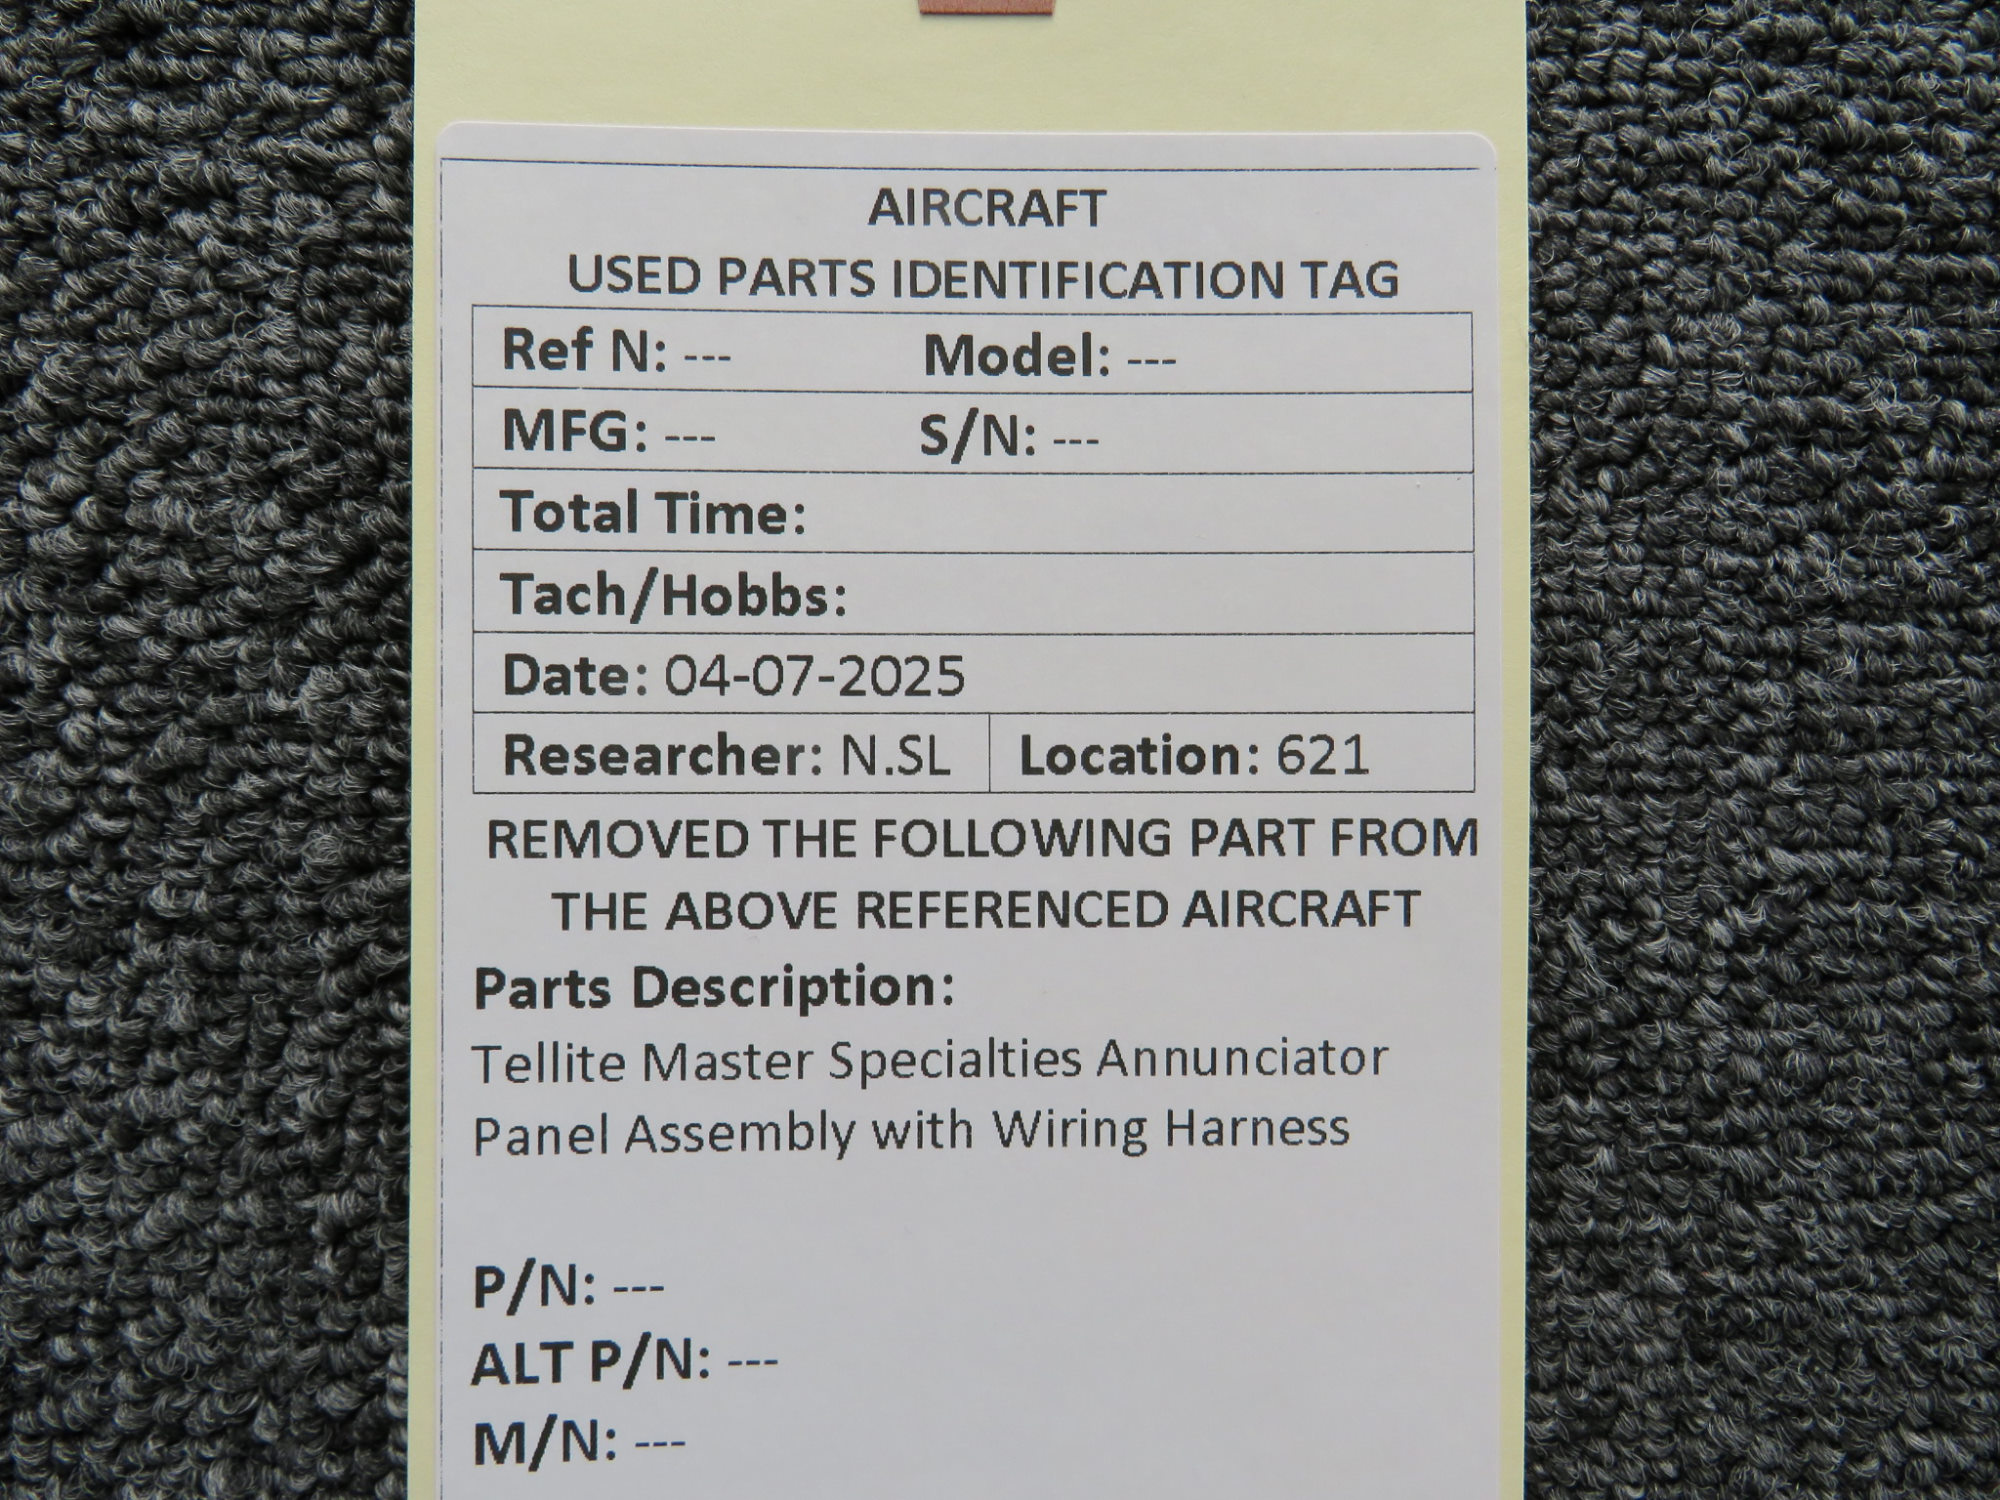 AIRCRAFT
USED PARTS IDENTIFICATION TAG
Ref N: --- Model: ---
MFG: --- S/N: ---
Total Time:
Tach/Hobbs:
Date: 04-07-2025
Researcher: N.SL Location: 621
REMOVED THE FOLLOWING PART FROM
THE ABOVE REFERENCED AIRCRAFT
Parts Description:
Tellite Master Specialties Annunciator
Panel Assembly with Wiring Harness
P/N: ---
ALT P/N: ---
M/N: ---